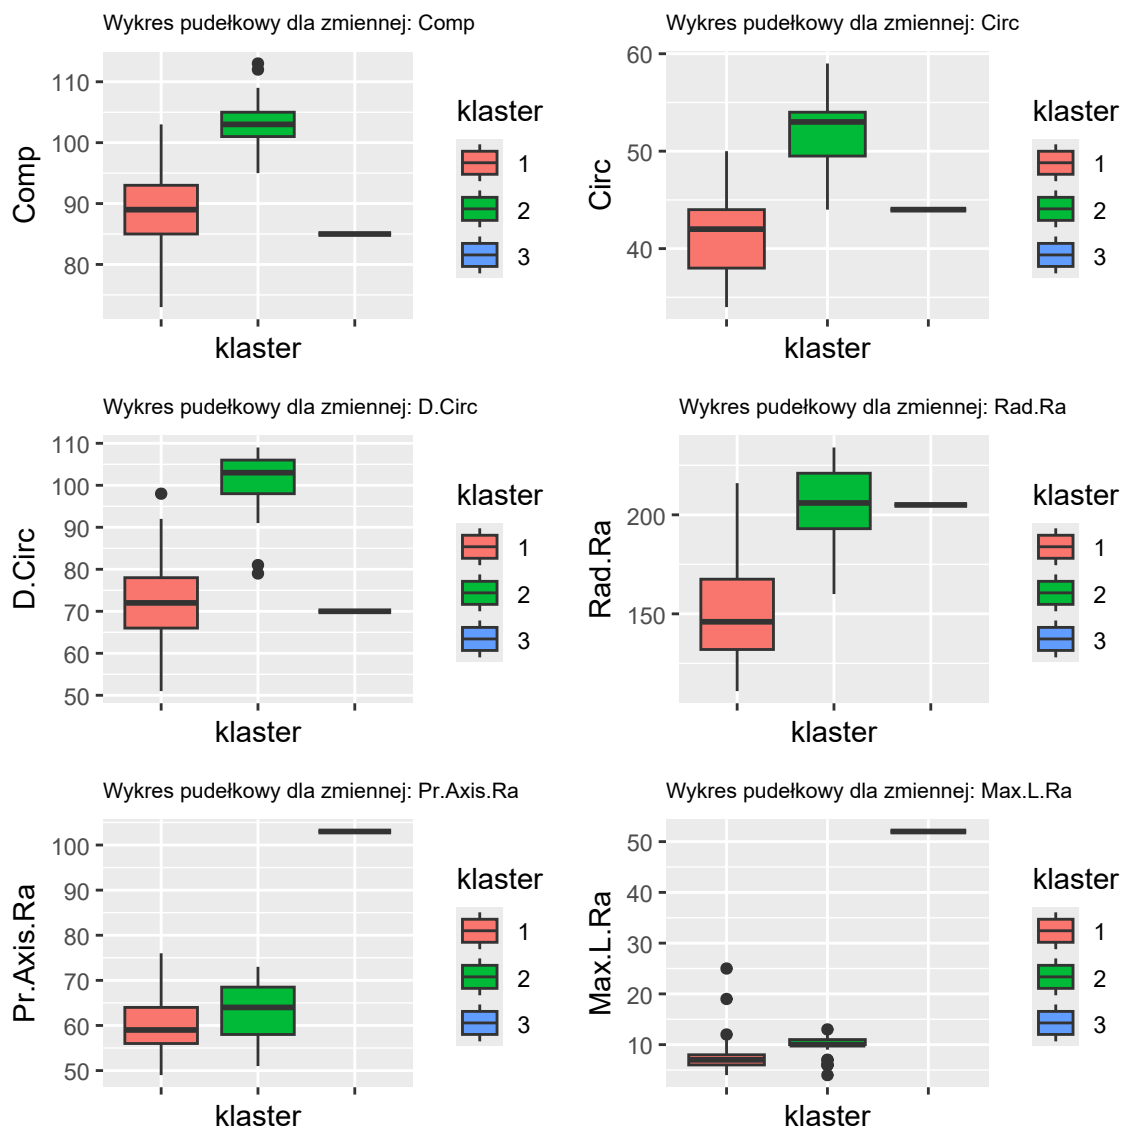 Wykres pudełkowy dla zmiennej: Comp
Comp
110
100
90
80
klaster
klaster
1
2
3
Wykres pudełkowy dla zmiennej: Circ
Circ
60
50
40
klaster
klaster
1
2
3
Wykres pudełkowy dla zmiennej: D.Circ
D.Circ
110
100
90
80
70
60
50
klaster
klaster
1
2
3
Wykres pudełkowy dla zmiennej: Rad.Ra
Rad.Ra
200
150
klaster
klaster
1
2
3
Wykres pudełkowy dla zmiennej: Pr.Axis.Ra
Pr.Axis.Ra
100
90
80
70
60
50
klaster
klaster
1
2
3
Wykres pudełkowy dla zmiennej: Max.L.Ra
Max.L.Ra
50
40
30
20
10
klaster
klaster
1
2
3